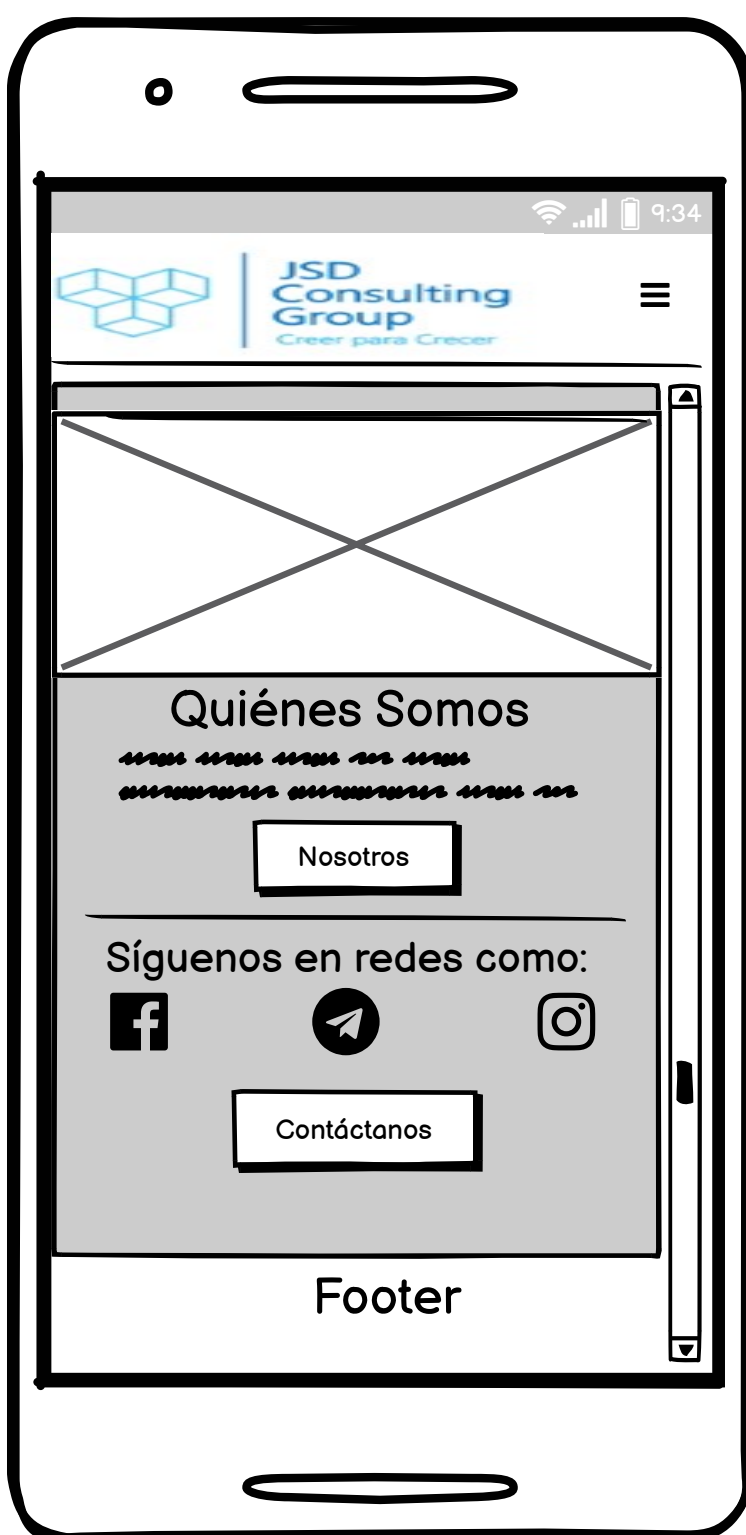 9:34
JSD
Consulting
Group
Creer para Crecer
Quiénes Somos
Nosotros
Síguenos en redes como:
Contáctanos
Footer